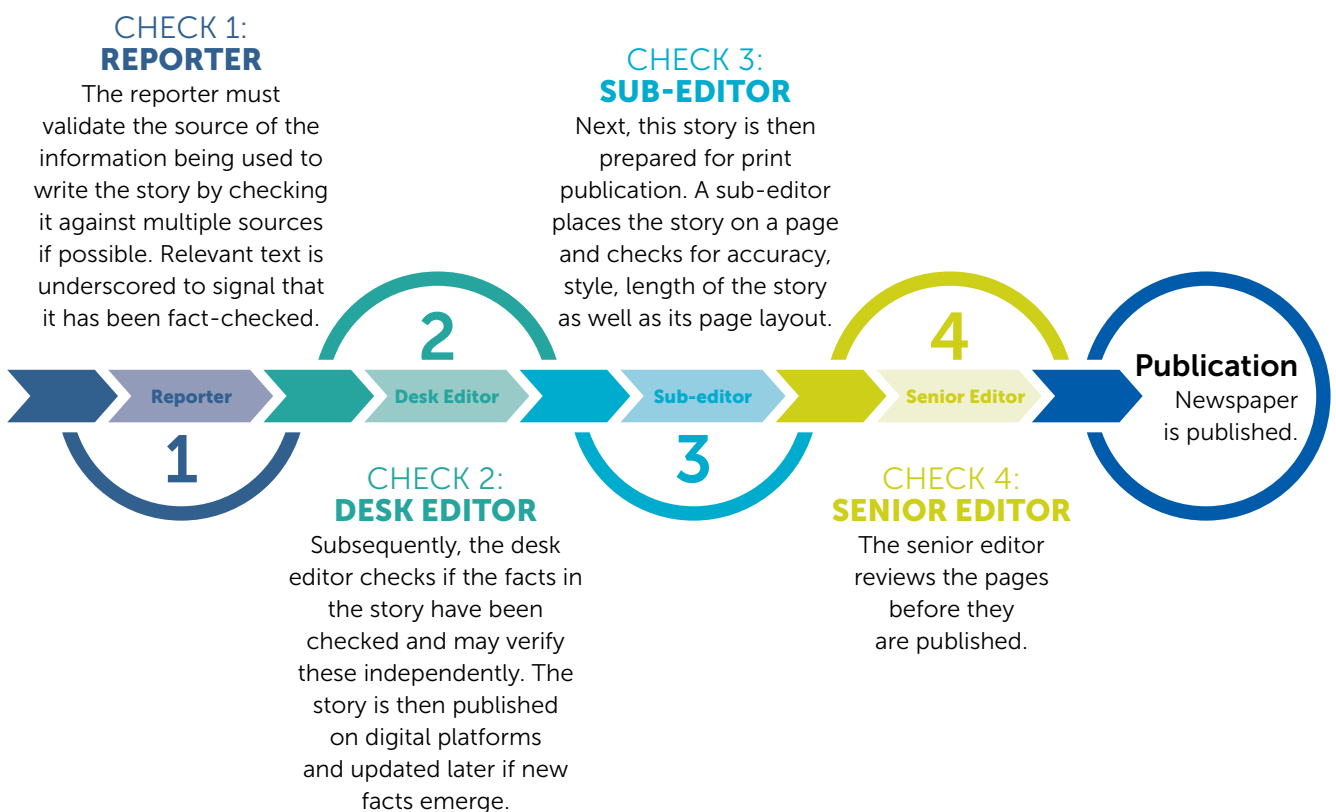 CHECK 1:
REPORTER
The reporter must
validate the source of the
information being used to
write the story by checking
it against multiple sources
if possible. Relevant text is
underscored to signal that
it has been fact-checked.
CHECK 3:
SUB-EDITOR
Next, this story is then
prepared for print
publication. A sub-editor
places the story on a page
and checks for accuracy,
style, length of the story
as well as its page layout.
2
4
Reporter
Desk Editor
Sub-editor
Senior Editor
Publication
Newspaper
is published.
1
3
CHECK 2:
DESK EDITOR
Subsequently, the desk
editor checks if the facts in
the story have been
checked and may verify
these independently. The
story is then published
on digital platforms
and updated later if new
facts emerge.
CHECK 4:
SENIOR EDITOR
The senior editor
reviews the pages
before they
are published.